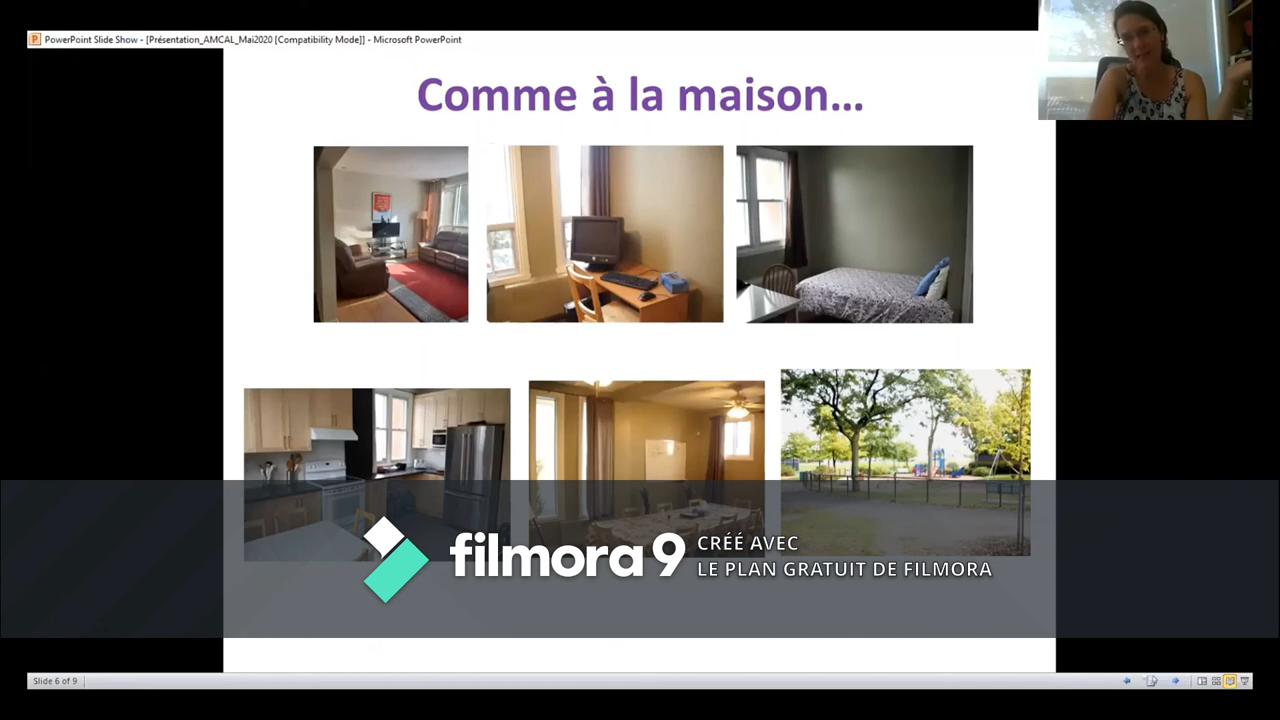 PowerPoint Slide Show - [Présentation_AMCAL_Mai2020 [Compatibility Mode]] - Microsoft PowerPoint
Comme à la maison...
filmora9
CRÉÉ AVEC
LE PLAN GRATUIT DE FILMORA
Slide 6 of 9